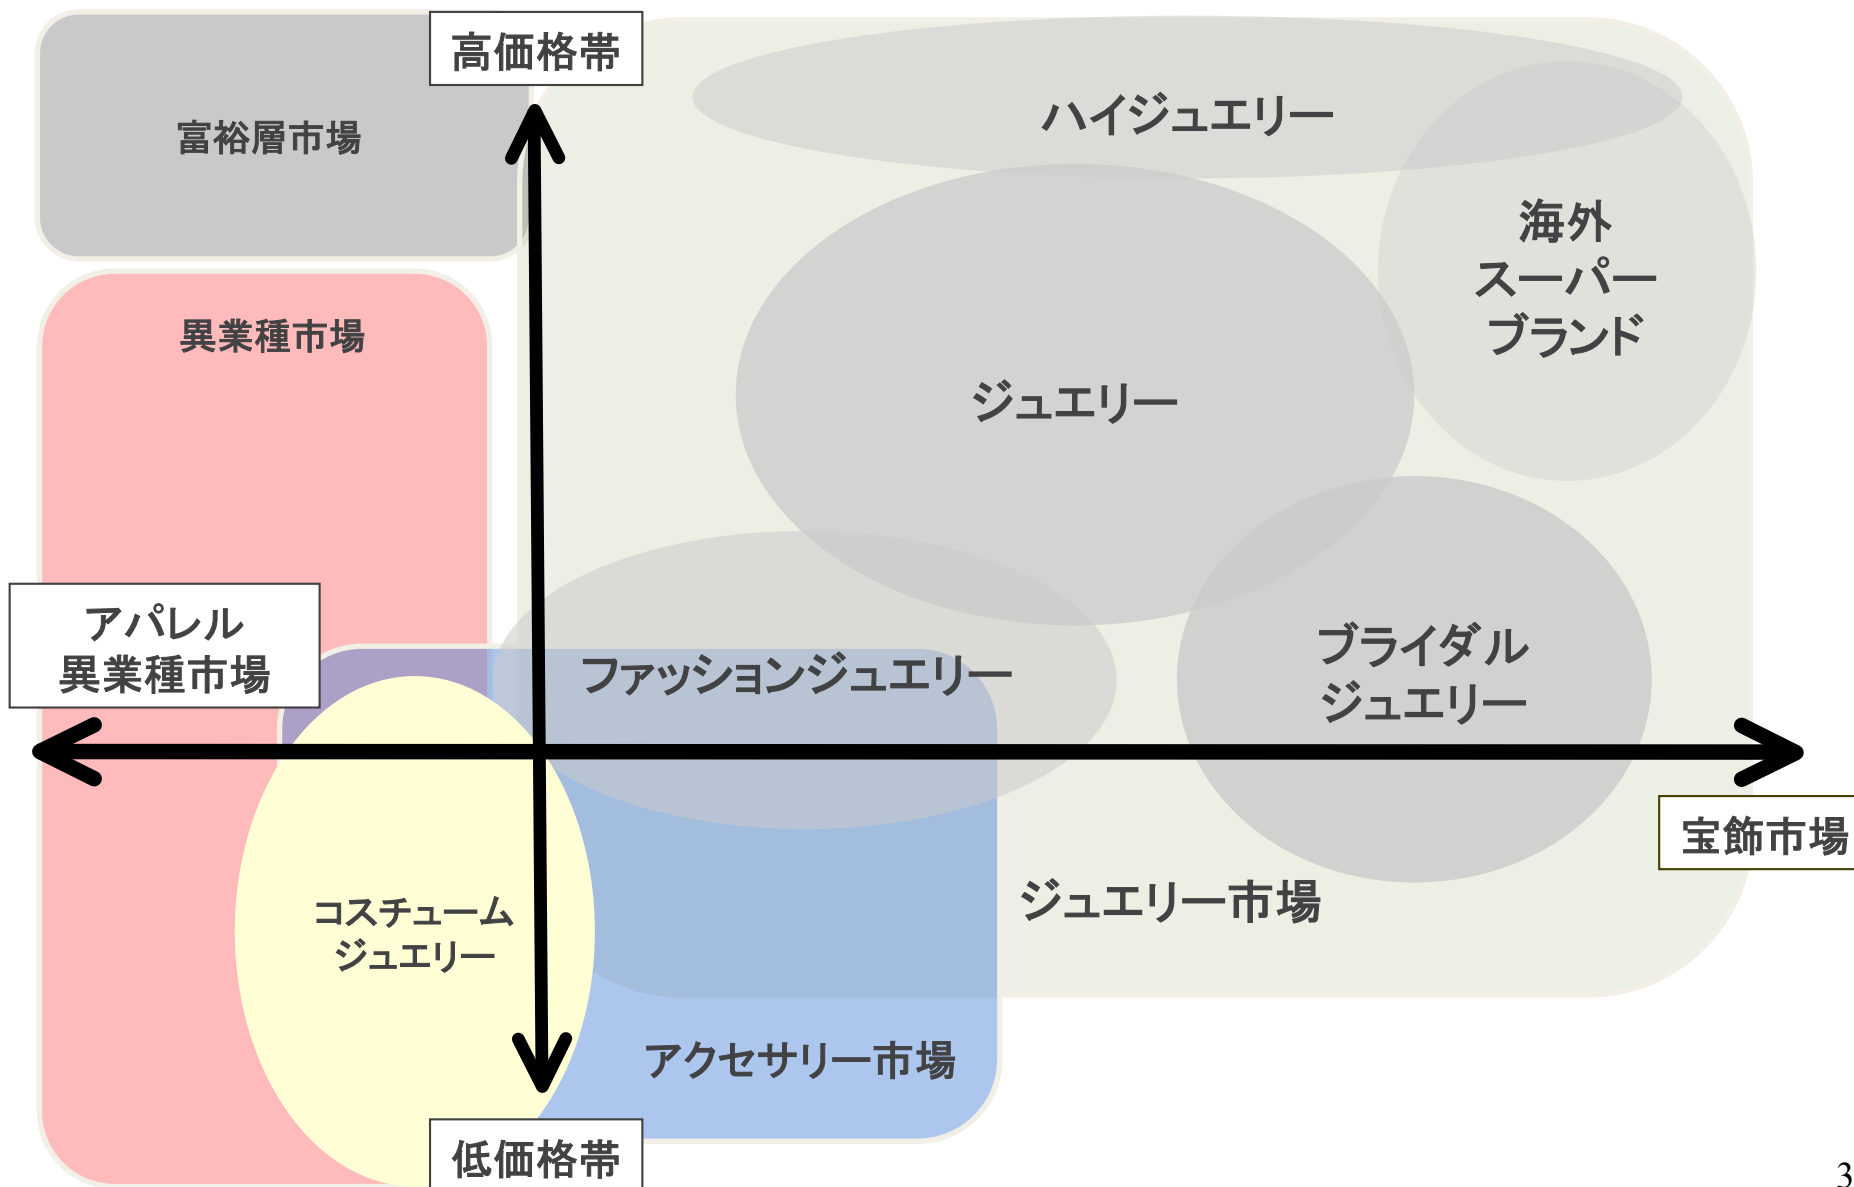 高価格帯
富裕層市場
ハイジュエリー
海外
スーパー
ブランド
異業種市場
ジュエリー
アパレル
異業種市場
ファッションジュエリー
ブライダル
ジュエリー
宝飾市場
コスチューム
ジュエリー
ジュエリー市場
アクセサリー市場
低価格帯
3